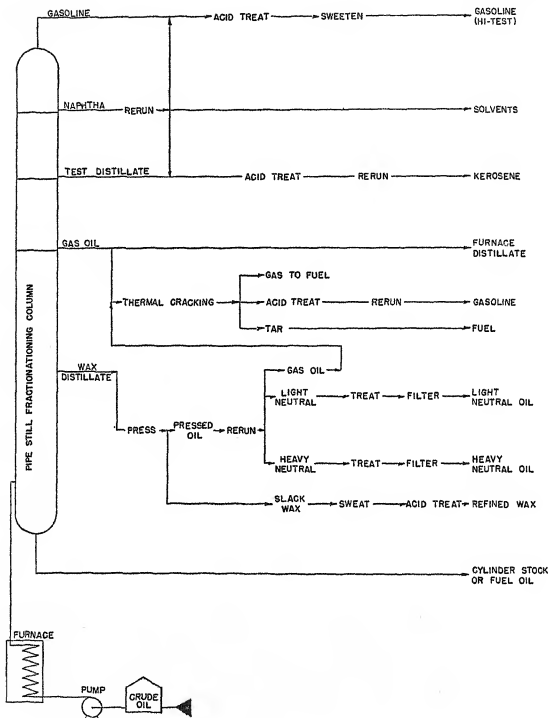 GASOLINE
ACID TREAT
SWEETEN
GASOLINE
(HI-TEST)
NAPHTHA
RERUN
SOLVENTS
TEST DISTILLATE
ACID TREAT
RERUN
KEROSENE
GAS OIL
FURNACE
DISTILLATE
GAS TO FUEL
THERMAL CRACKING
ACID TREAT
RERUN
GASOLINE
TAR
FUEL
PIPE STILL FRACTIONATIONING COLUMN
WAX
DISTILLATE
GAS OIL
LIGHT
NEUTRAL
TREAT
FILTER
LIGHT
NEUTRAL OIL
PRESS
PRESSED
OIL
RERUN
HEAVY
NEUTRAL
TREAT
FILTER
HEAVY
NEUTRAL OIL
SLACK
WAX
SWEAT
ACID TREAT
REFINED WAX
CYLINDER STOCK
OR FUEL OIL
FURNACE
PUMP
CRUDE
OIL